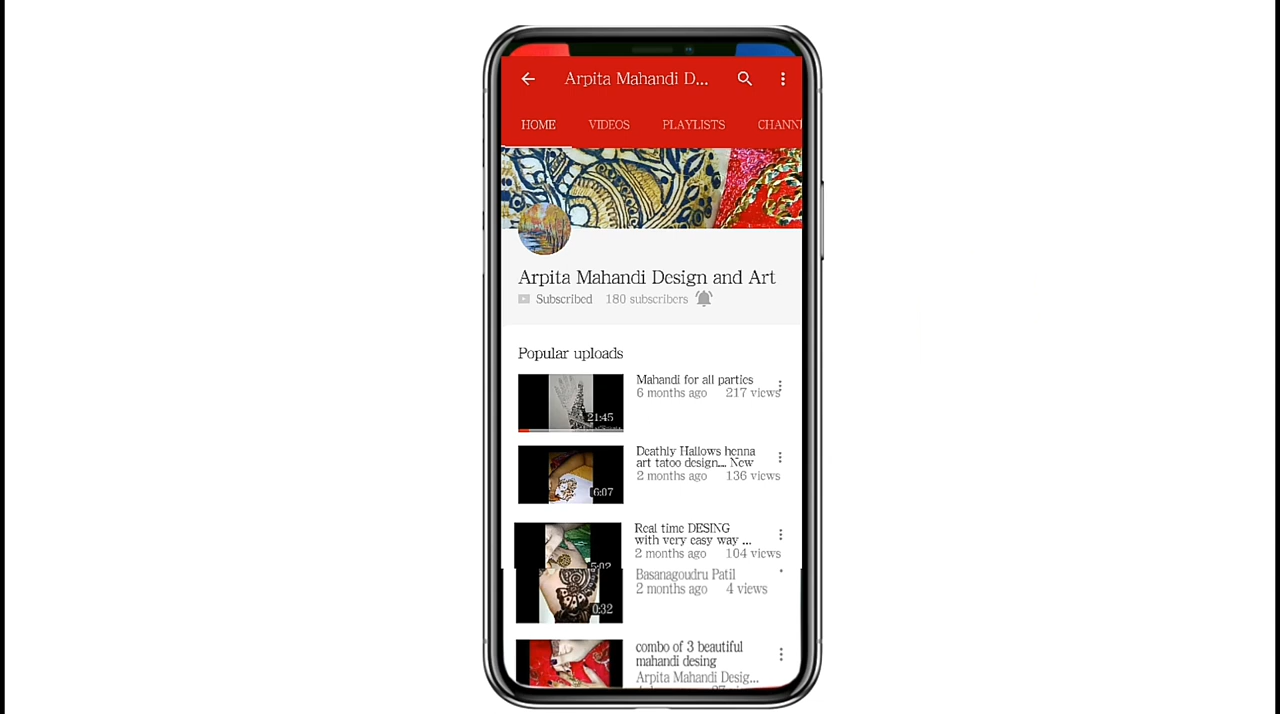 Arpita Mahandi D...
HOME VIDEOS PLAYLISTS CHANN
Arpita Mahandi Design and Art
Subscribed 180 subscribers
Popular uploads
Mahandi for all parties
6 months ago 217 views
21:45
Deathly Hallows henna
art tatoo design.... New
2 months ago 136 views
6:07
Real time DESING
with very easy way ...
2 months ago 104 views
5:02
Basanagoudru Patil
2 months ago 4 views
0:32
combo of 3 beautiful
mahandi desing
Arpita Mahandi Desig...